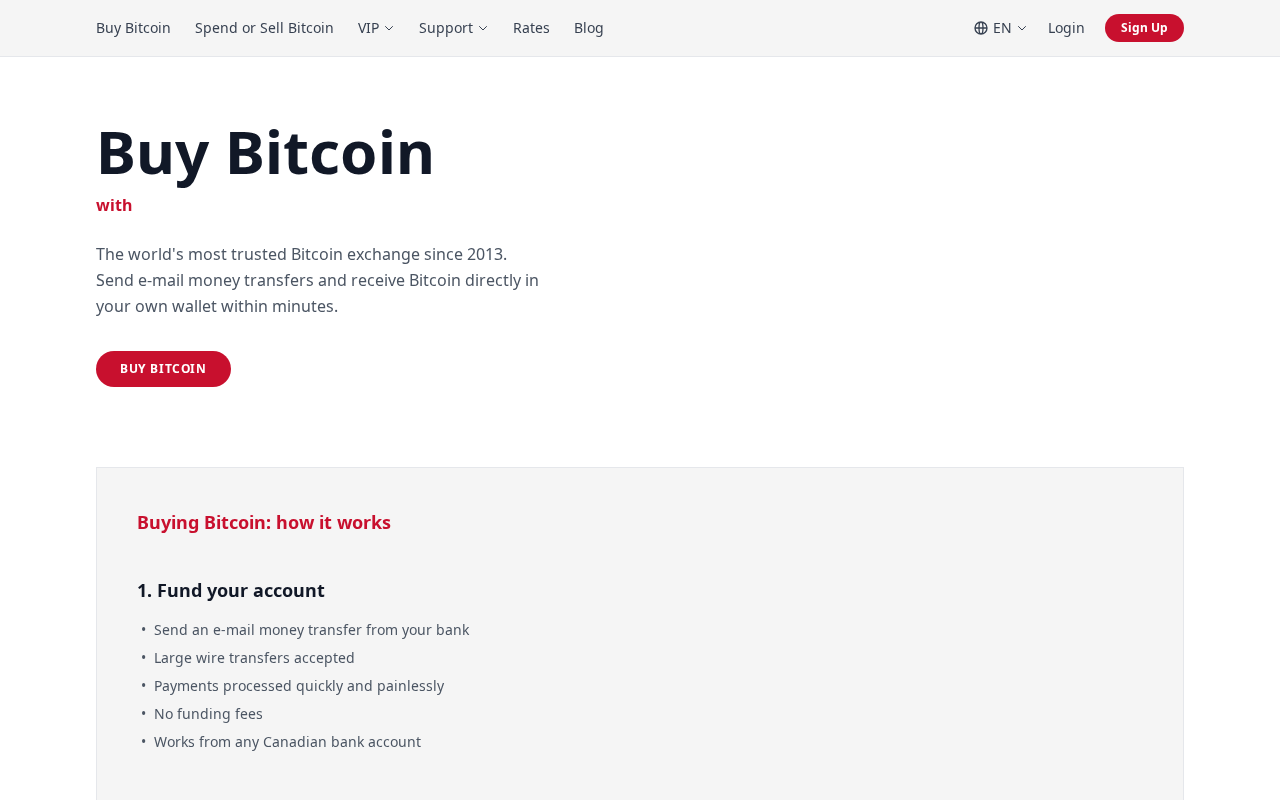 Buy Bitcoin
Spend or Sell Bitcoin
VIP
Support
Rates
Blog
EN
Login
Sign Up
Buy Bitcoin
with
The world's most trusted Bitcoin exchange since 2013.
Send e-mail money transfers and receive Bitcoin directly in
your own wallet within minutes.
BUY BITCOIN
Buying Bitcoin: how it works
1. Fund your account
• Send an e-mail money transfer from your bank
• Large wire transfers accepted
• Payments processed quickly and painlessly
• No funding fees
• Works from any Canadian bank account